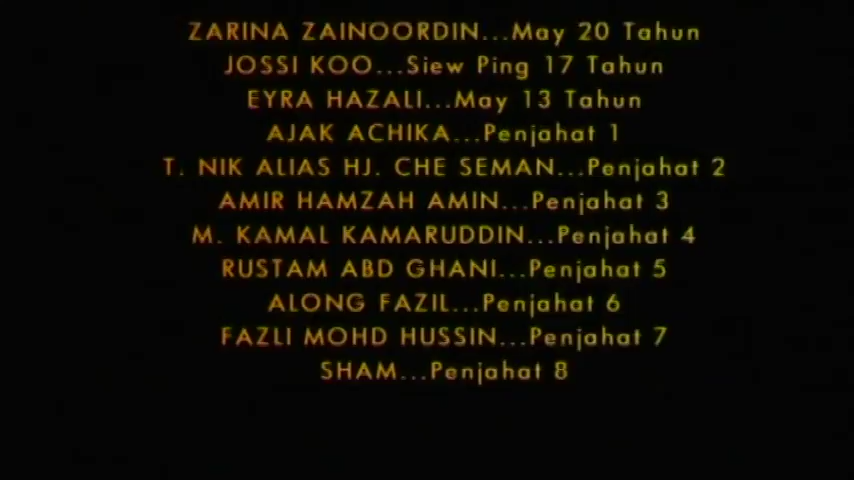 ZARINA ZAINOORDIN...May 20 Tahun
JOSSI KOO...Siew Ping 17 Tahun
EYRA HAZALI...May 13 Tahun
AJAK ACHIKA...Penjahat 1
T. NIK ALIAS HJ. CHE SEMAN...Penjahat 2
AMIR HAMZAH AMIN...Penjahat 3
M. KAMAL KAMARUDDIN...Penjahat 4
RUSTAM ABD GHANI...Penjahat 5
ALONG FAZIL...Penjahat 6
FAZLI MOHD HUSSIN...Penjahat 7
SHAM...Penjahat 8